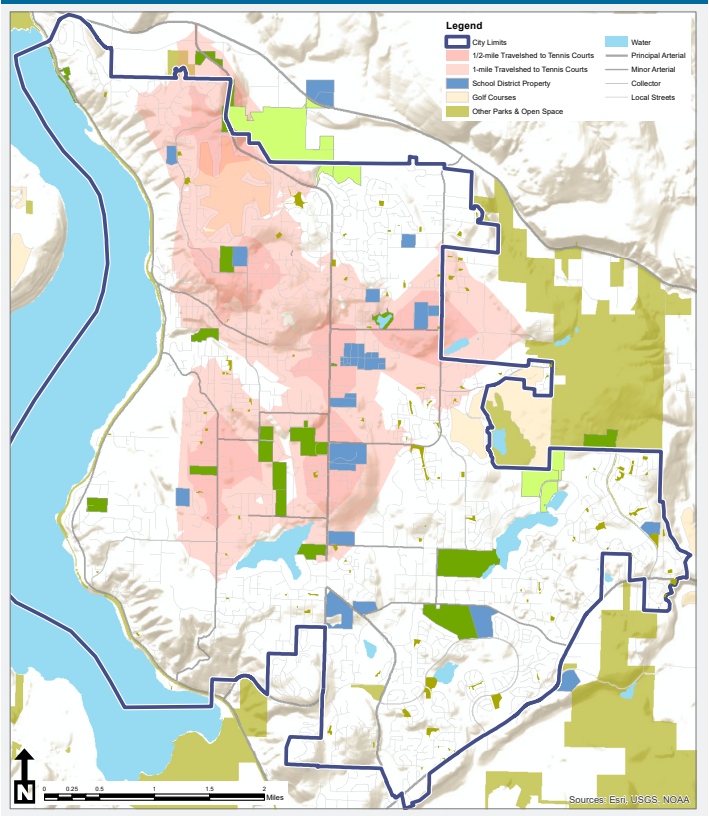 Legend
City Limits
1/2-mile Travelshed to Tennis Courts
1-mile Travelshed to Tennis Courts
School District Property
Golf Courses
Other Parks & Open Space
Water
Principal Arterial
Minor Arterial
Collector
Local Streets
N
0 0.25 0.5 1 1.5 2
Miles
Sources: Esri, USGS, NOAA